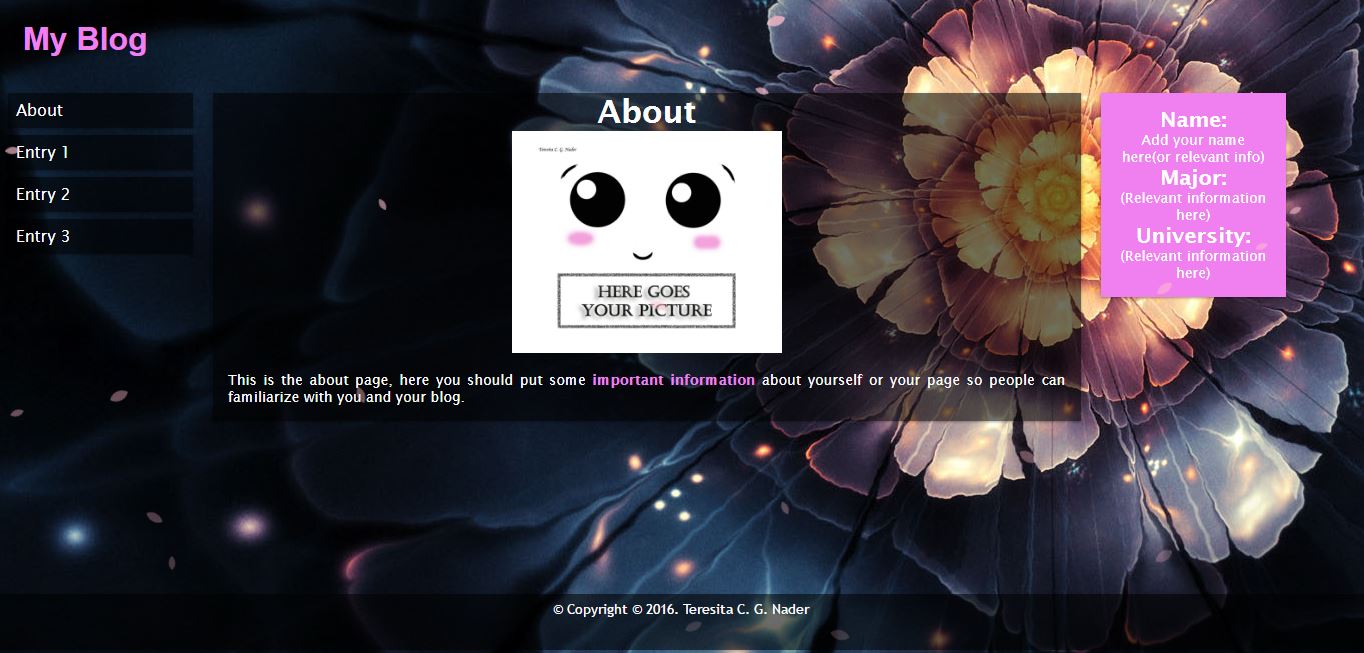 My Blog
About
Entry 1
Entry 2
Entry 3
About
Teresita C. G. Nader
HERE GOES
YOUR PICTURE
This is the about page, here you should put some important information about yourself or your page so people can
familiarize with you and your blog.
Name:
Add your name
here(or relevant info)
Major:
(Relevant information
here)
University:
(Relevant information
here)
© Copyright © 2016. Teresita C. G. Nader